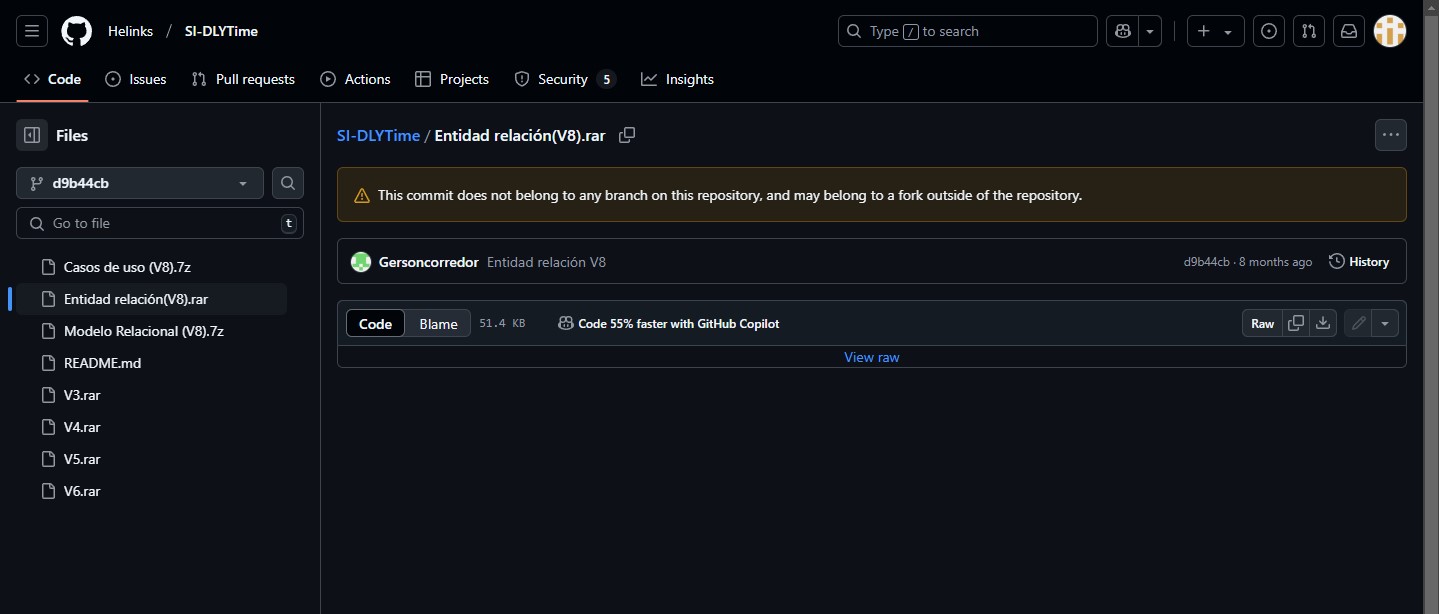 Helinks / SI-DLYTime
Type / to search
Code
Issues
Pull requests
Actions
Projects
Security 5
Insights
Files
d9b44cb
Go to file
t
Casos de uso (V8).7z
Entidad relación(V8).rar
Modelo Relacional (V8).7z
README.md
V3.rar
V4.rar
V5.rar
V6.rar
SI-DLYTime / Entidad relación(V8).rar
This commit does not belong to any branch on this repository, and may belong to a fork outside of the repository.
Gersoncorredor Entidad relación V8
d9b44cb · 8 months ago
History
Code
Blame
51.4 KB
Code 55% faster with GitHub Copilot
Raw
View raw